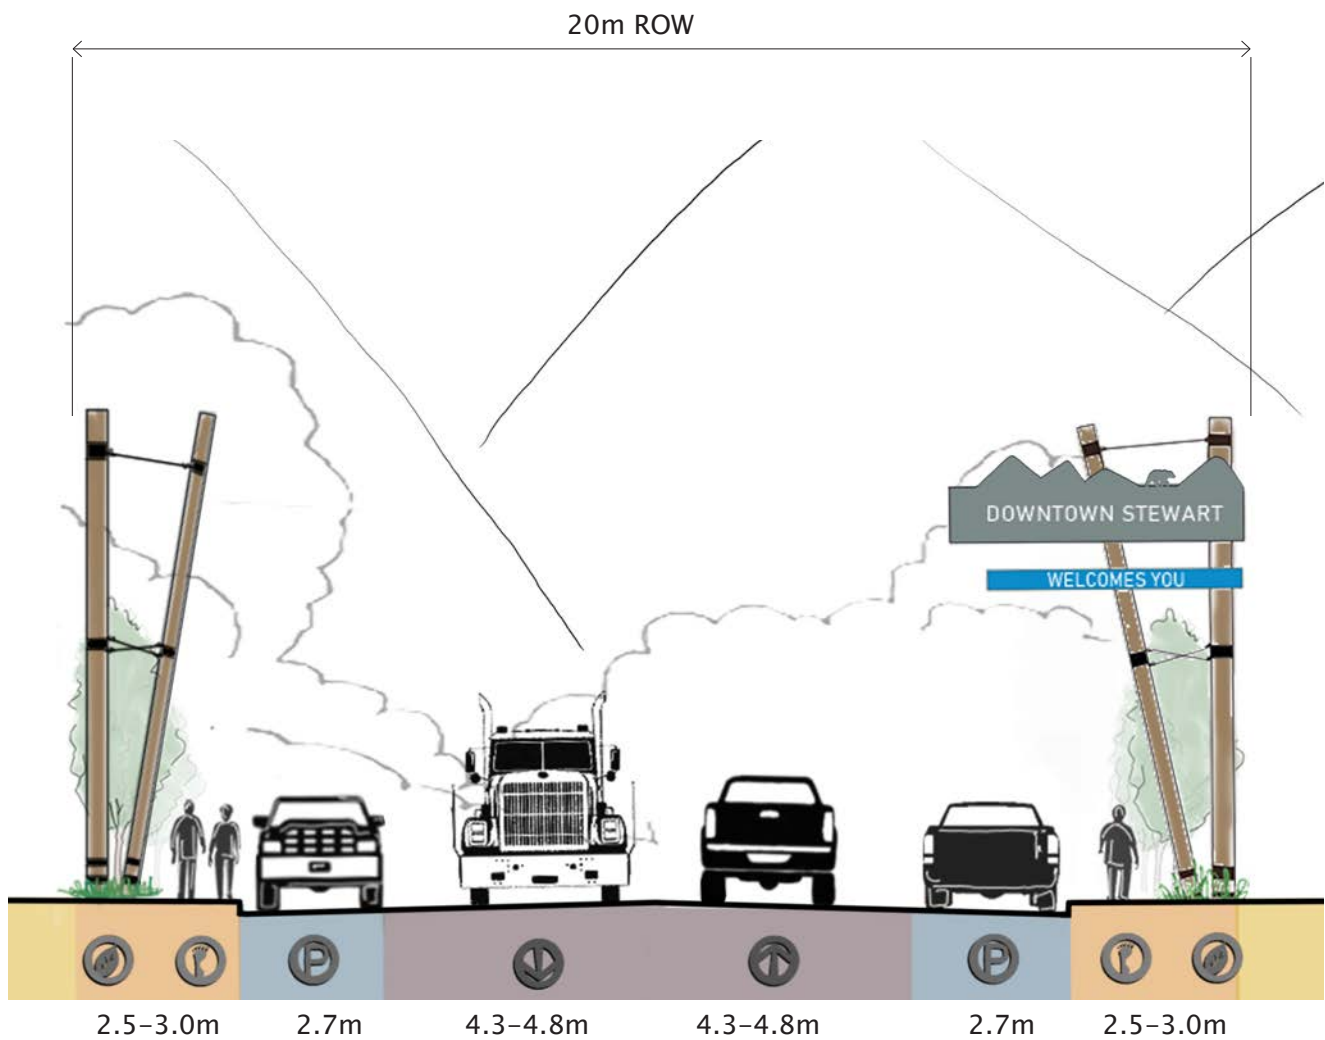 20m ROW
DOWNTOWN STEWART
WELCOMES YOU
P
P
2.5–3.0m
2.7m
4.3–4.8m
4.3–4.8m
2.7m
2.5–3.0m